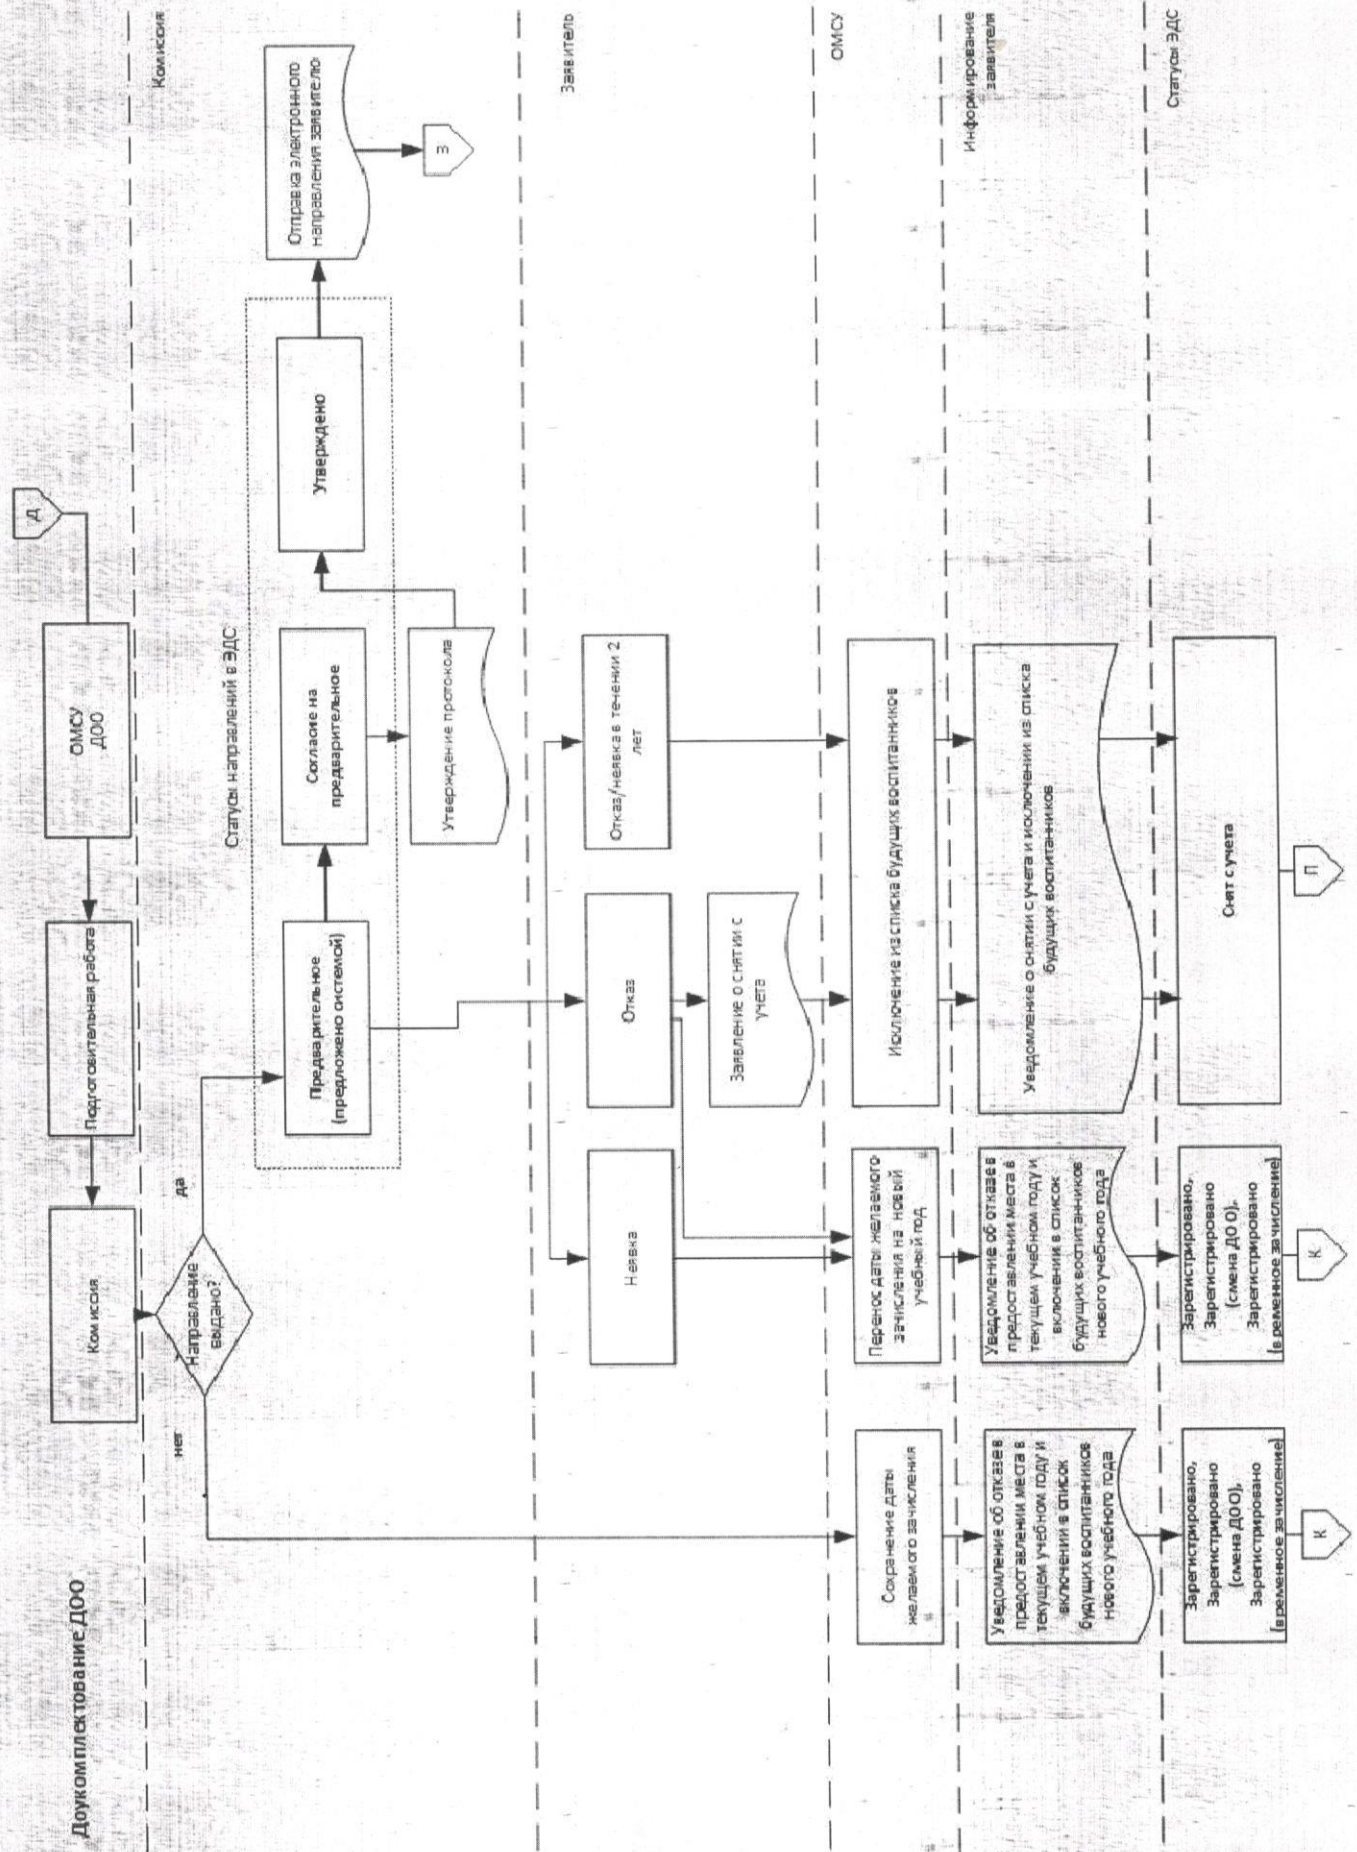 Доукомплектование ДОО
Комиссия
Подготовительная работа
ОМСУ
ДОО
Д
Комиссия
нет
Направление
выдано?
да
Статусы направлений в ЭДС
Предварительное
(предложено системой)
Согласие на
предварительное
Утверждено
Отправка электронного
направления заявителю
Утверждение протокола
З
Заявитель
Неявка
Отказ
Отказ/неявка в течении 2
лет
Заявление о снятии с
учета
ОМСУ
Сохранение даты
желаемого зачисления
Перенос даты желаемого
зачисления на новый
учебный год
Исключение из списка будущих воспитанников
Информирование
заявителя
Уведомление об отказе в
предоставлении места в
текущем учебном году и
включении в список
будущих воспитанников
нового учебного года
Уведомление об отказе в
предоставлении места в
текущем учебном году и
включении в список
будущих воспитанников
нового учебного года
Уведомление о снятии с учета и исключении из списка
будущих воспитанников
Статусы ЭДС
Зарегистрировано,
Зарегистрировано
(смена ДОО),
Зарегистрировано
(временное зачисление)
Зарегистрировано,
Зарегистрировано
(смена ДОО),
Зарегистрировано
(временное зачисление)
Снят с учета
К
К
П